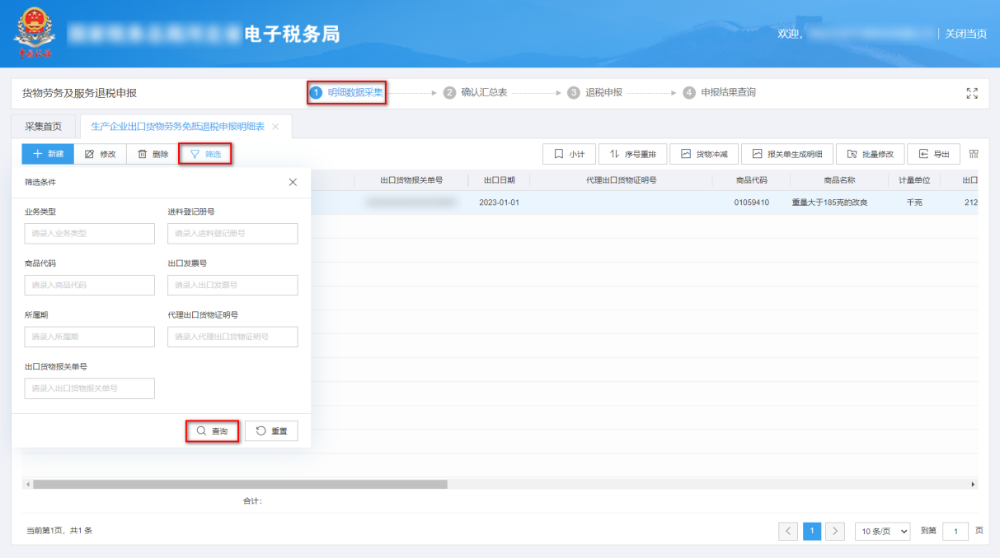 电子税务局
欢迎,
关闭当页
中国税务
货物劳务及服务退税申报
1 明细数据采集
2 确认汇总表
3 退税申报
4 申报结果查询
采集首页
生产企业出口货物劳务免抵退税申报明细表
新建 修改 删除 筛选
小计 序号重排 货物冲减 报关单生成明细 批量修改 导出
筛选条件
出口货物报关单号 出口日期 代理出口货物证明号 商品代码 商品名称 计量单位 出口
2023-01-01 01059410 重量大于185克的改良 千克 212
业务类型 进料登记册号
请录入业务类型 请录入进料登记册号
商品代码 出口发票号
请录入商品代码 请录入出口发票号
所属期 代理出口货物证明号
请录入所属期 请录入代理出口货物证明号
出口货物报关单号
请录入出口货物报关单号
查询 重置
合计:
当前第1页, 共1 条
1
10 条/页
到第 1 页